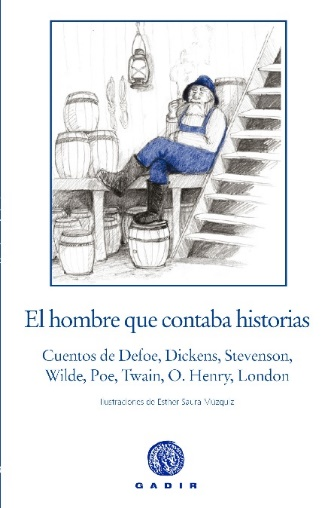 El hombre que contaba historias
Cuentos de Defoe, Dickens, Stevenson,
Wilde, Poe, Twain, O. Henry, London
Ilustraciones de Esther Saura Múzquiz
GADIR